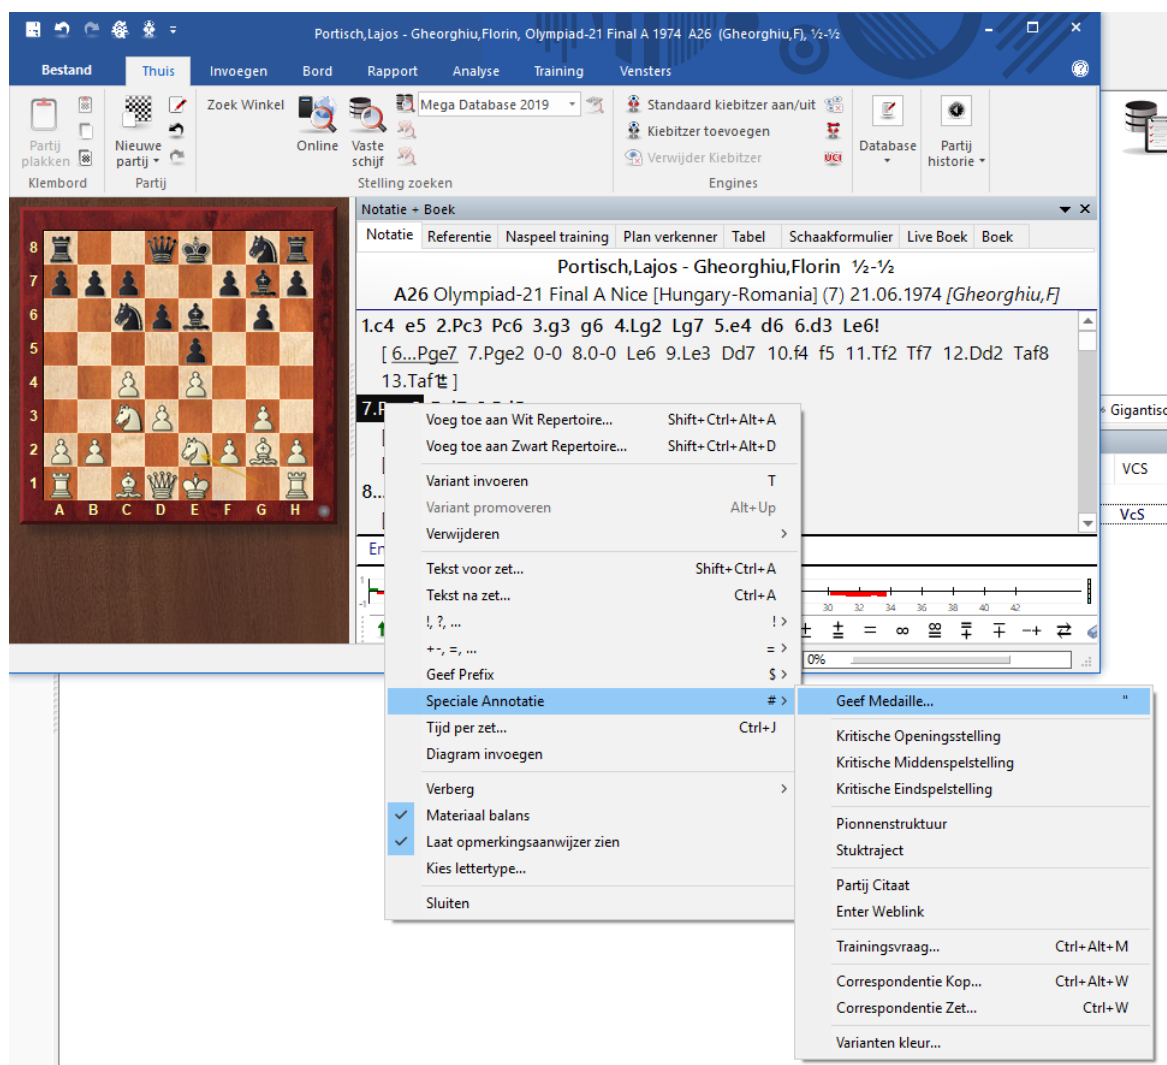 Portisch,Lajos - Gheorghiu,Florin, Olympiad-21 Final A 1974 A26 (Gheorghiu,F), ½-½
Bestand Thuis Invoegen Bord Rapport Analyse Training Vensters
Partij plakken
Klembord
Nieuwe partij
Partij
Zoek Winkel
Online
Vaste schijf
Mega Database 2019
Stelling zoeken
Standaard kiebitzer aan/uit
Kiebitzer toevoegen
Verwijder Kiebitzer
UCI
Engines
Database
Partij historie
Notatie + Boek
Notatie Referentie Naspeel training Plan verkenner Tabel Schaakformulier Live Boek Boek
Portisch,Lajos - Gheorghiu,Florin ½-½
A26 Olympiad-21 Final A Nice [Hungary-Romania] (7) 21.06.1974 [Gheorghiu,F]
1.c4 e5 2.Pc3 Pc6 3.g3 g6 4.Lg2 Lg7 5.e4 d6 6.d3 Le6!
[ 6...Pge7 7.Pge2 0-0 8.0-0 Le6 9.Le3 Dd7 10.f4 f5 11.Tf2 Tf7 12.Dd2 Taf8
13.Taf1⩲ ]
8...
8
7
6
5
4
3
2
1
A B C D E F G H
Voeg toe aan Wit Repertoire... Shift+Ctrl+Alt+A
Voeg toe aan Zwart Repertoire... Shift+Ctrl+Alt+D
Variant invoeren T
Variant promoveren Alt+Up
Verwijderen >
Tekst voor zet... Shift+Ctrl+A
Tekst na zet... Ctrl+A
!, ?, ... ! >
+-, =, ... = >
Geef Prefix $ >
Speciale Annotatie # >
Tijd per zet... Ctrl+J
Diagram invoegen
Verberg >
Materiaal balans
Laat opmerkingsaanwijzer zien
Kies lettertype...
Sluiten
Geef Medaille... "
Kritische Openingsstelling
Kritische Middenspelstelling
Kritische Eindspelstelling
Pionnenstruktuur
Stuktraject
Partij Citaat
Enter Weblink
Trainingsvraag... Ctrl+Alt+M
Correspondentie Kop... Ctrl+Alt+W
Correspondentie Zet... Ctrl+W
Varianten kleur...
1
-1
30 32 34 36 38 40 42
± ⩲ = ∞ ⩱ ∓ -+ ⇄
0%
Gigantisc
VCS
VcS